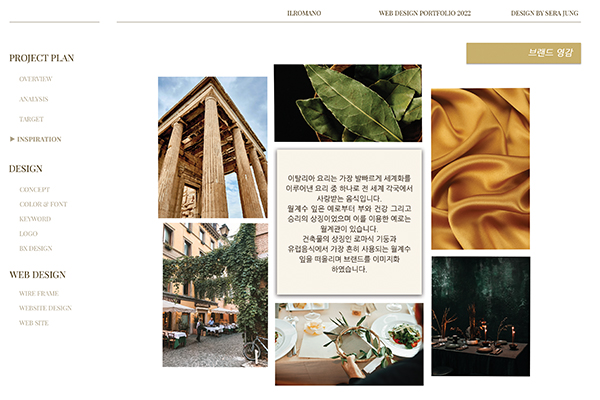 ILROMANO
WEB DESIGN PORTFOLIO 2022
DESIGN BY SERA JUNG
브랜드 영감
PROJECT PLAN
OVERVIEW
ANALYSIS
TARGET
INSPIRATION
DESIGN
CONCEPT
COLOR & FONT
KEYWORD
LOGO
BX DESIGN
WEB DESIGN
WIRE FRAME
WEBSITE DESIGN
WEB SITE
이탈리아 요리는 가장 발빠르게 세계화를
이루어낸 요리 중 하나로 전 세계 각국에서
사랑받는 음식입니다.
월계수 잎은 예로부터 부와 건강 그리고
승리의 상징이었으며 이를 이용한 예로는
월계관이 있습니다.
건축물의 상징인 로마식 기둥과
유럽음식에서 가장 흔히 사용되는 월계수
잎을 떠올리며 브랜드를 이미지화
하였습니다.